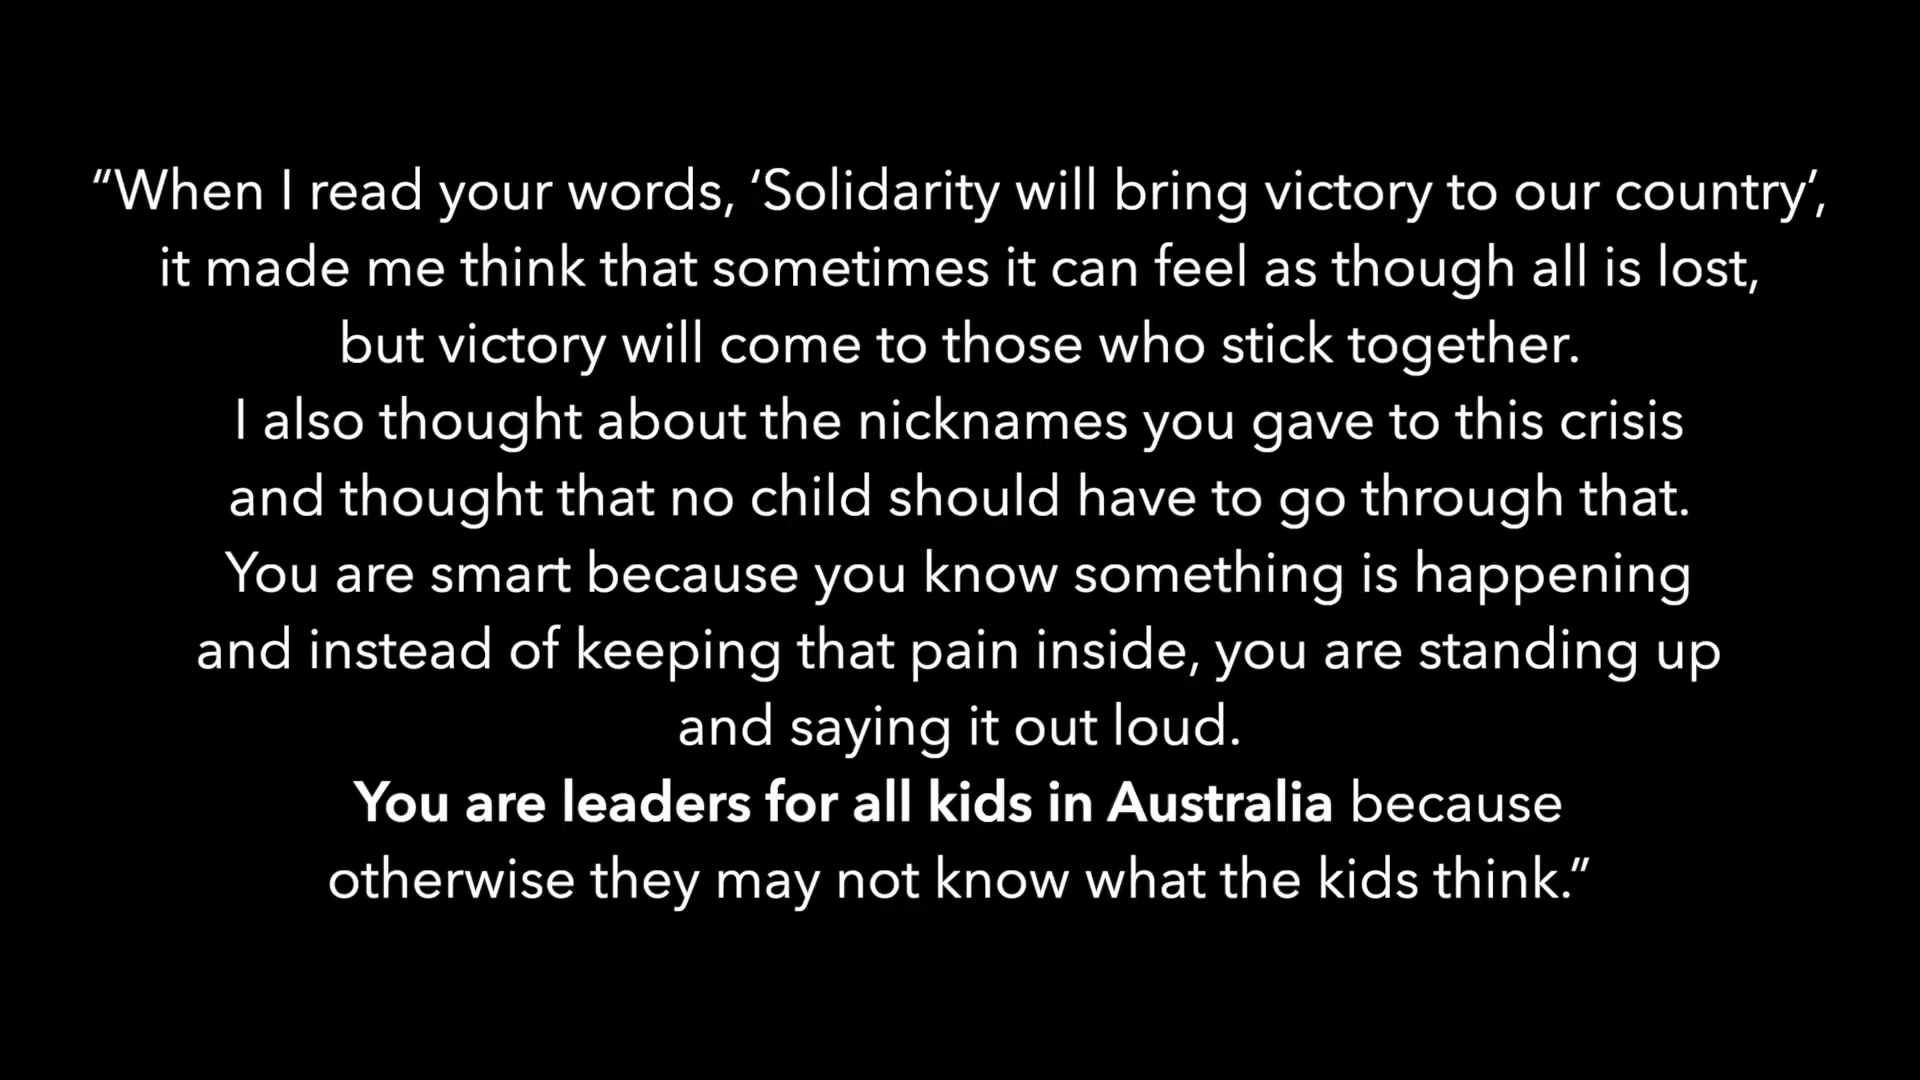 “When I read your words, ‘Solidarity will bring victory to our country’,
it made me think that sometimes it can feel as though all is lost,
but victory will come to those who stick together.
I also thought about the nicknames you gave to this crisis
and thought that no child should have to go through that.
You are smart because you know something is happening
and instead of keeping that pain inside, you are standing up
and saying it out loud.
You are leaders for all kids in Australia because
otherwise they may not know what the kids think.”